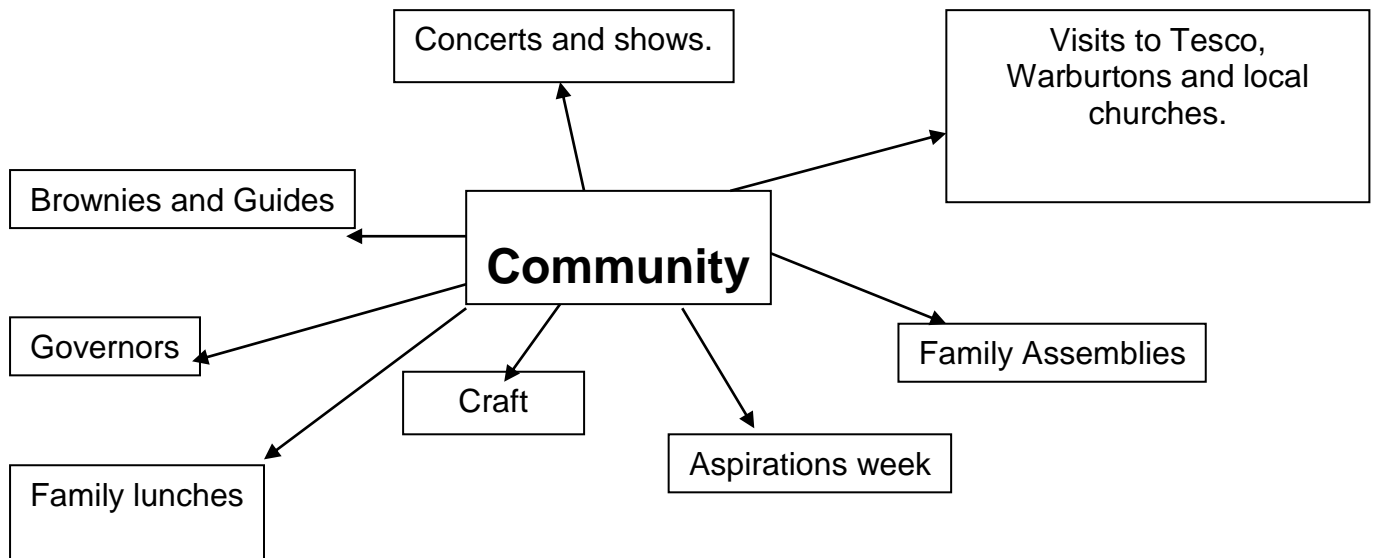 Concerts and shows.
Visits to Tesco,
Warburtons and local
churches.
Brownies and Guides
Community
Governors
Family Assemblies
Craft
Aspirations week
Family lunches